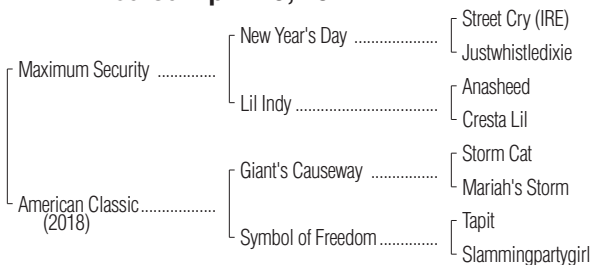 Street Cry (IRE)
New Year's Day ....................
Justwhistledixie
Maximum Security ..............
Anasheed
Lil Indy ..................................
Cresta Lil
Storm Cat
Giant's Causeway ................
Mariah's Storm
American Classic..................
(2018)
Tapit
Symbol of Freedom..............
Slammingpartygirl